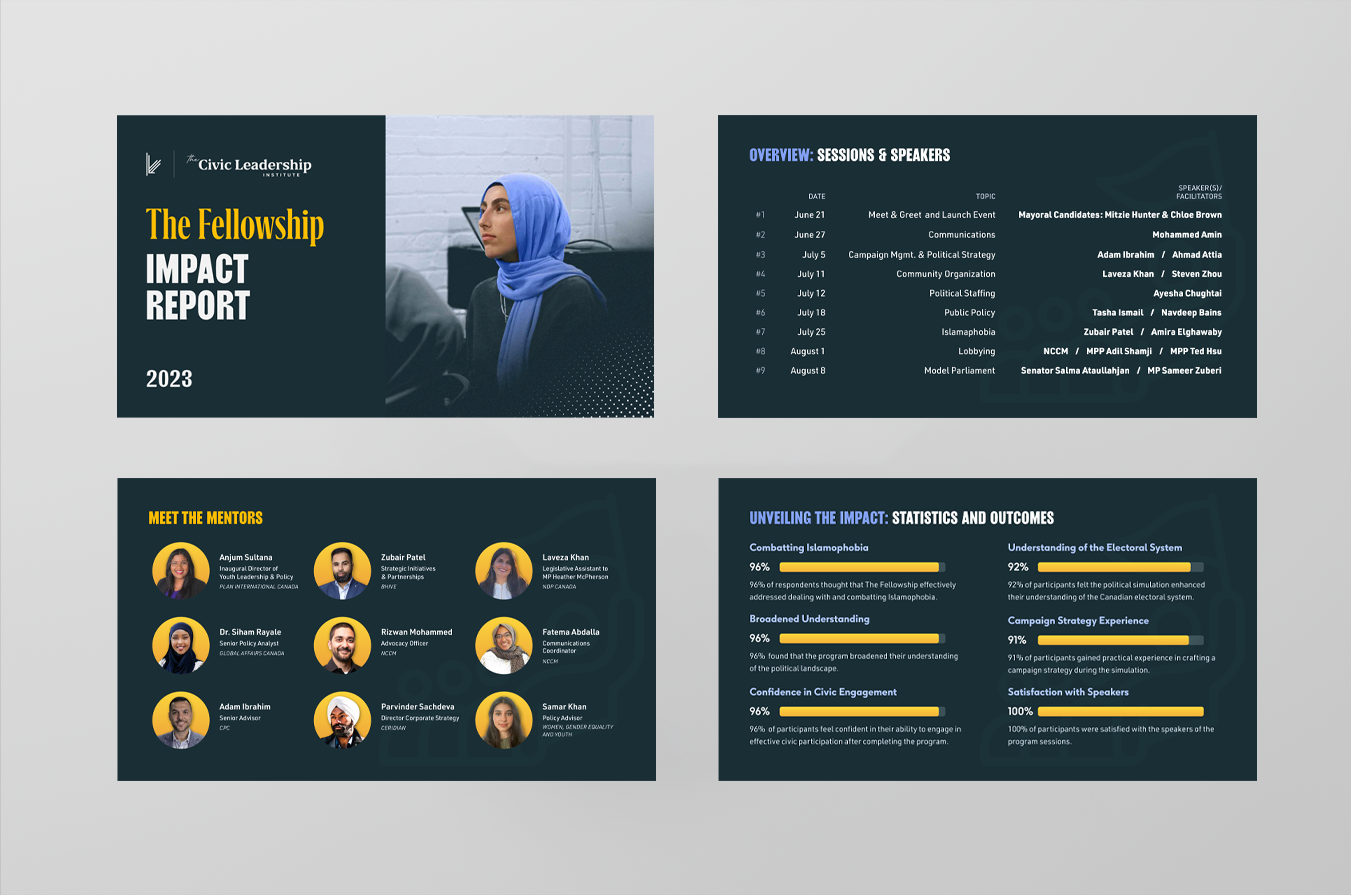 the Civic Leadership
INSTITUTE
The Fellowship
IMPACT
REPORT
2023
OVERVIEW: SESSIONS & SPEAKERS
DATE TOPIC SPEAKER(S)/
FACILITATORS
#1 June 21 Meet & Greet and Launch Event Mayoral Candidates: Mitzie Hunter & Chloe Brown
#2 June 27 Communications Mohammed Amin
#3 July 5 Campaign Mgmt. & Political Strategy Adam Ibrahim / Ahmad Attia
#4 July 11 Community Organization Laveza Khan / Steven Zhou
#5 July 12 Political Staffing Ayesha Chughtai
#6 July 18 Public Policy Tasha Ismail / Navdeep Bains
#7 July 25 Islamaphobia Zubair Patel / Amira Elghawaby
#8 August 1 Lobbying NCCM / MPP Adil Shamji / MPP Ted Hsu
#9 August 8 Model Parliament Senator Salma Ataullahjan / MP Sameer Zuberi
MEET THE MENTORS
Anjum Sultana
Inaugural Director of
Youth Leadership & Policy
PLAN INTERNATIONAL CANADA
Zubair Patel
Strategic Initiatives
& Partnerships
BHIVE
Laveza Khan
Legislative Assistant to
MP Heather McPherson
NDP CANADA
Dr. Siham Rayale
Senior Policy Analyst
GLOBAL AFFAIRS CANADA
Rizwan Mohammed
Advocacy Officer
NCCM
Fatema Abdalla
Communications
Coordinator
NCCM
Adam Ibrahim
Senior Advisor
CPC
Parvinder Sachdeva
Director Corporate Strategy
CERIDIAN
Samar Khan
Policy Advisor
WOMEN, GENDER EQUALITY
AND YOUTH
UNVEILING THE IMPACT: STATISTICS AND OUTCOMES
Combatting Islamophobia
96%
96% of respondents thought that The Fellowship effectively
addressed dealing with and combatting Islamophobia.
Broadened Understanding
96%
96% found that the program broadened their understanding
of the political landscape.
Confidence in Civic Engagement
96%
96% of participants feel confident in their ability to engage in
effective civic participation after completing the program.
Understanding of the Electoral System
92%
92% of participants felt the political simulation enhanced
their understanding of the Canadian electoral system.
Campaign Strategy Experience
91%
91% of participants gained practical experience in crafting a
campaign strategy during the simulation.
Satisfaction with Speakers
100%
100% of participants were satisfied with the speakers of the
program sessions.